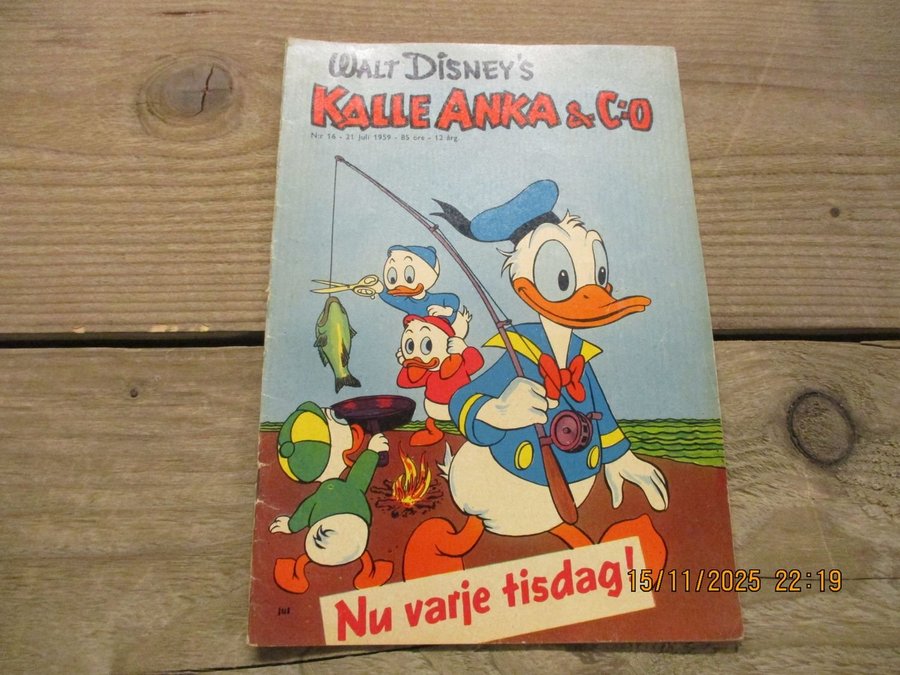 WALT DISNEY'S
KALLE ANKA & C:O
N:r 16 - 21 juli 1959 - 85 öre - 12 årg.
Nu varje tisdag!
15/11/2025 22:19